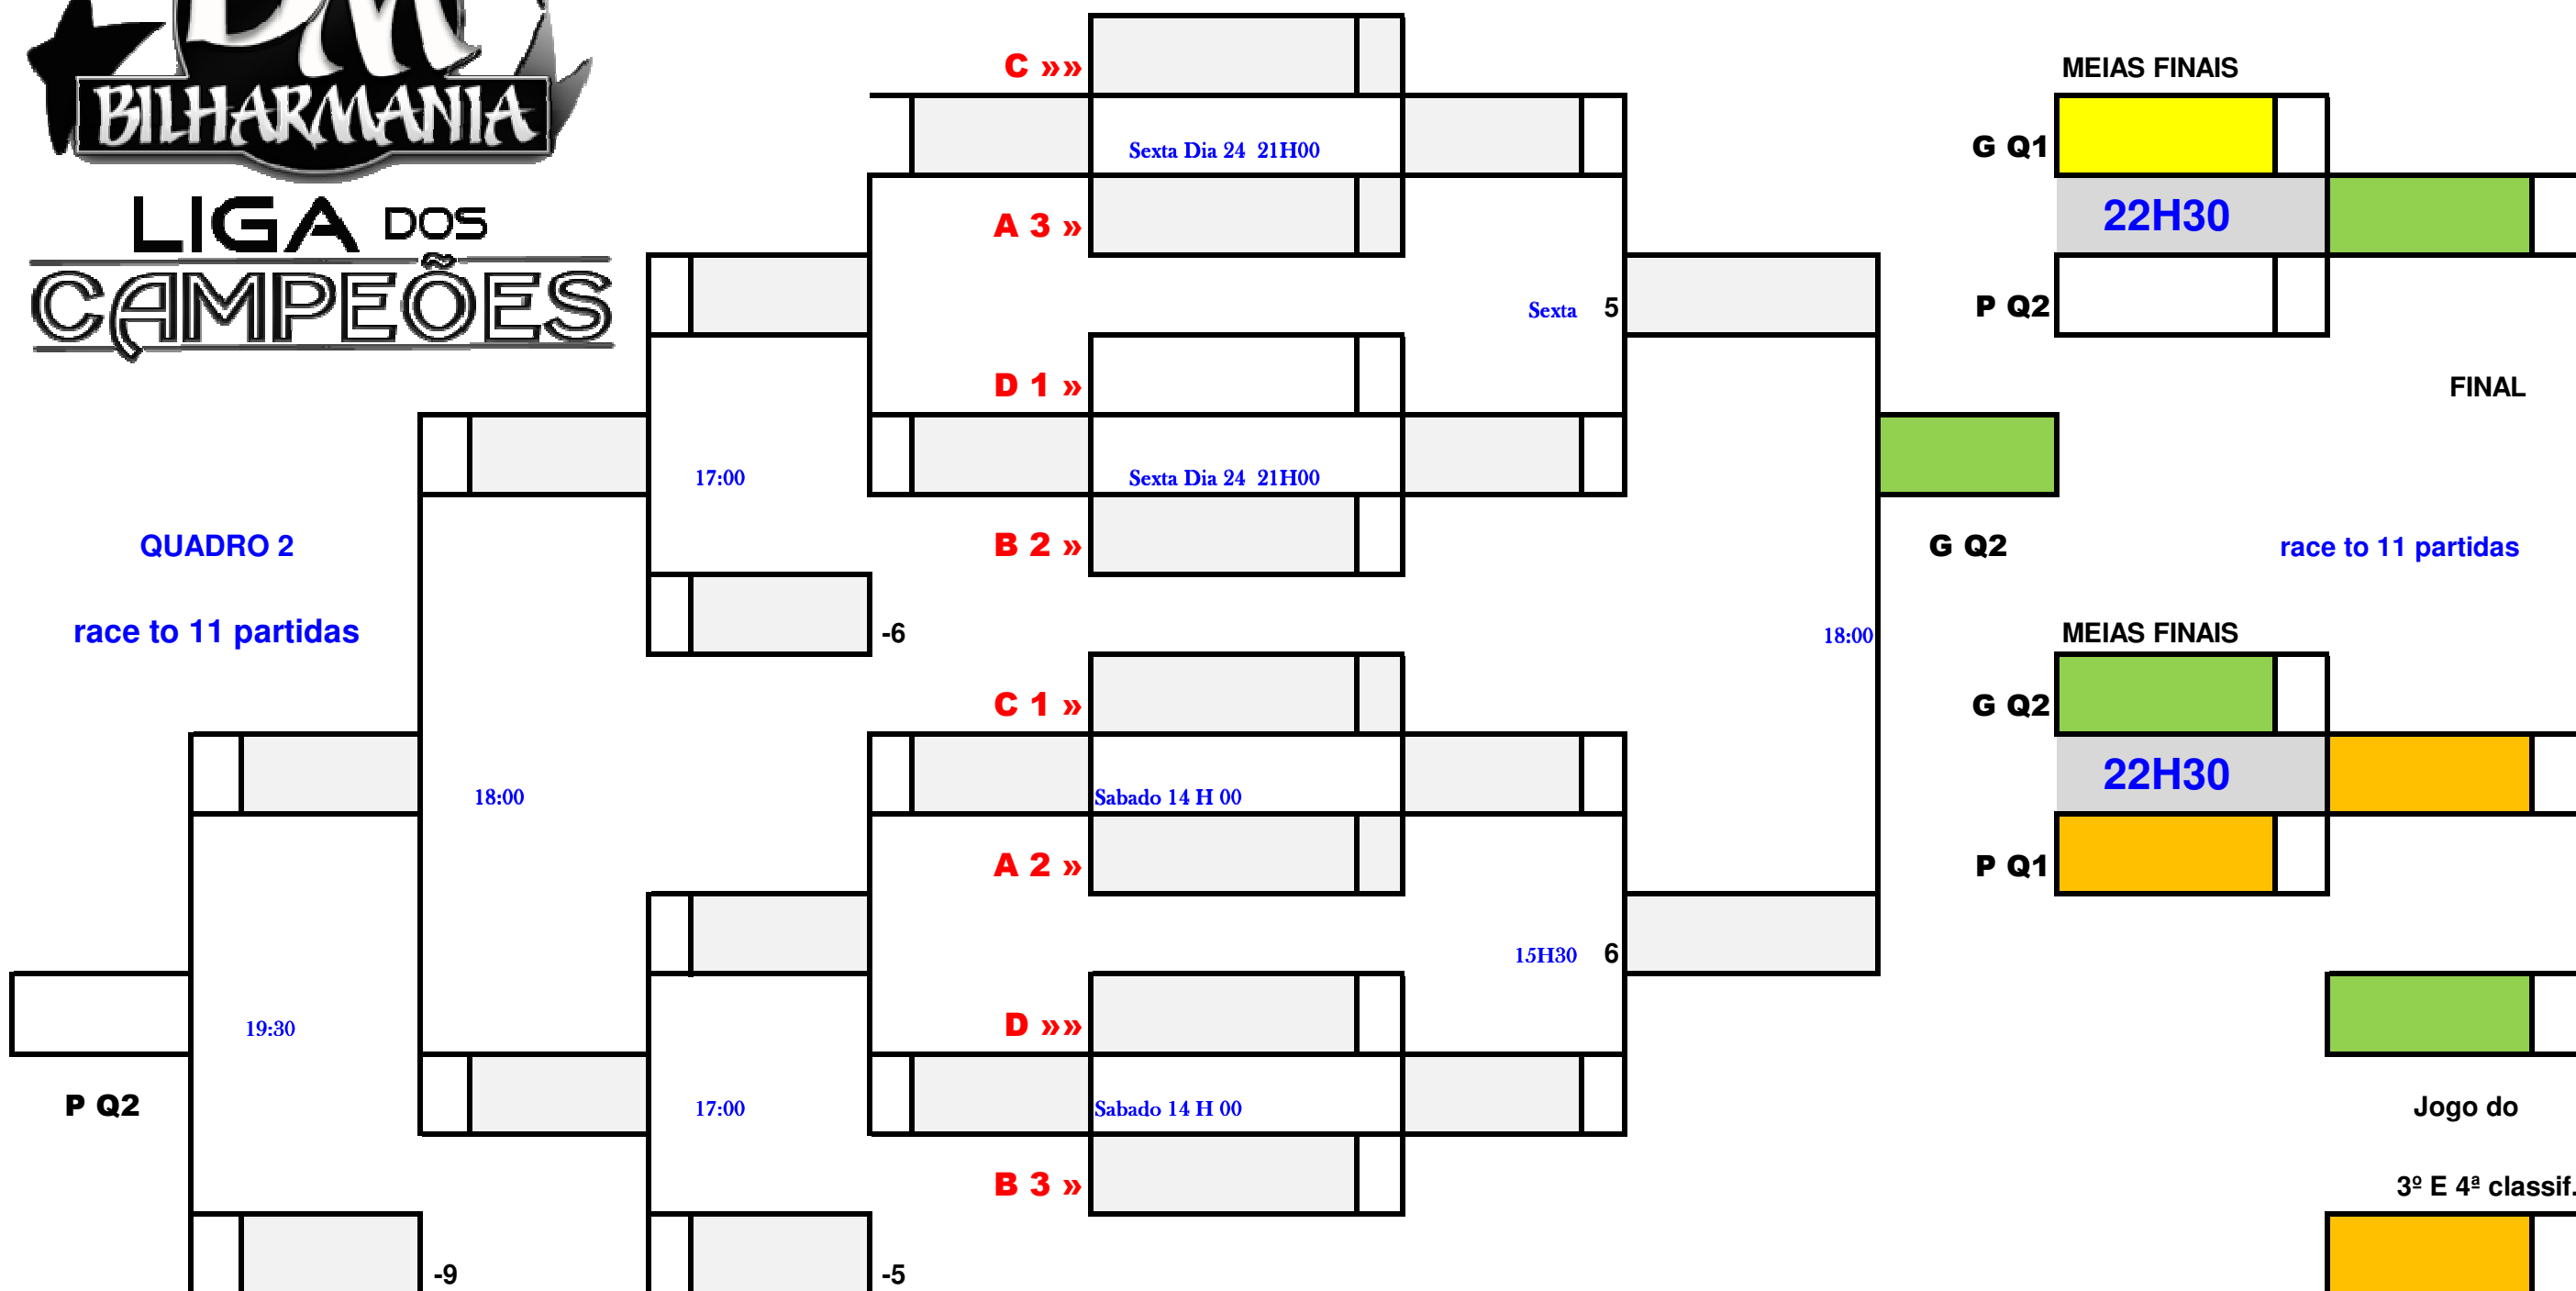 BILHARMANIA
LIGA DOS
CAMPEÕES
QUADRO 2
race to 11 partidas
C »»
Sexta Dia 24 21H00
A 3 »
Sexta 5
D 1 »
17:00
Sexta Dia 24 21H00
B 2 »
-6
18:00
C 1 »
18:00
Sabado 14 H 00
A 2 »
15H30 6
D »»
19:30
P Q2
17:00
Sabado 14 H 00
B 3 »
-9
-5
G Q2
MEIAS FINAIS
G Q1
22H30
P Q2
FINAL
race to 11 partidas
MEIAS FINAIS
G Q2
22H30
P Q1
Jogo do
3º E 4ª classif.